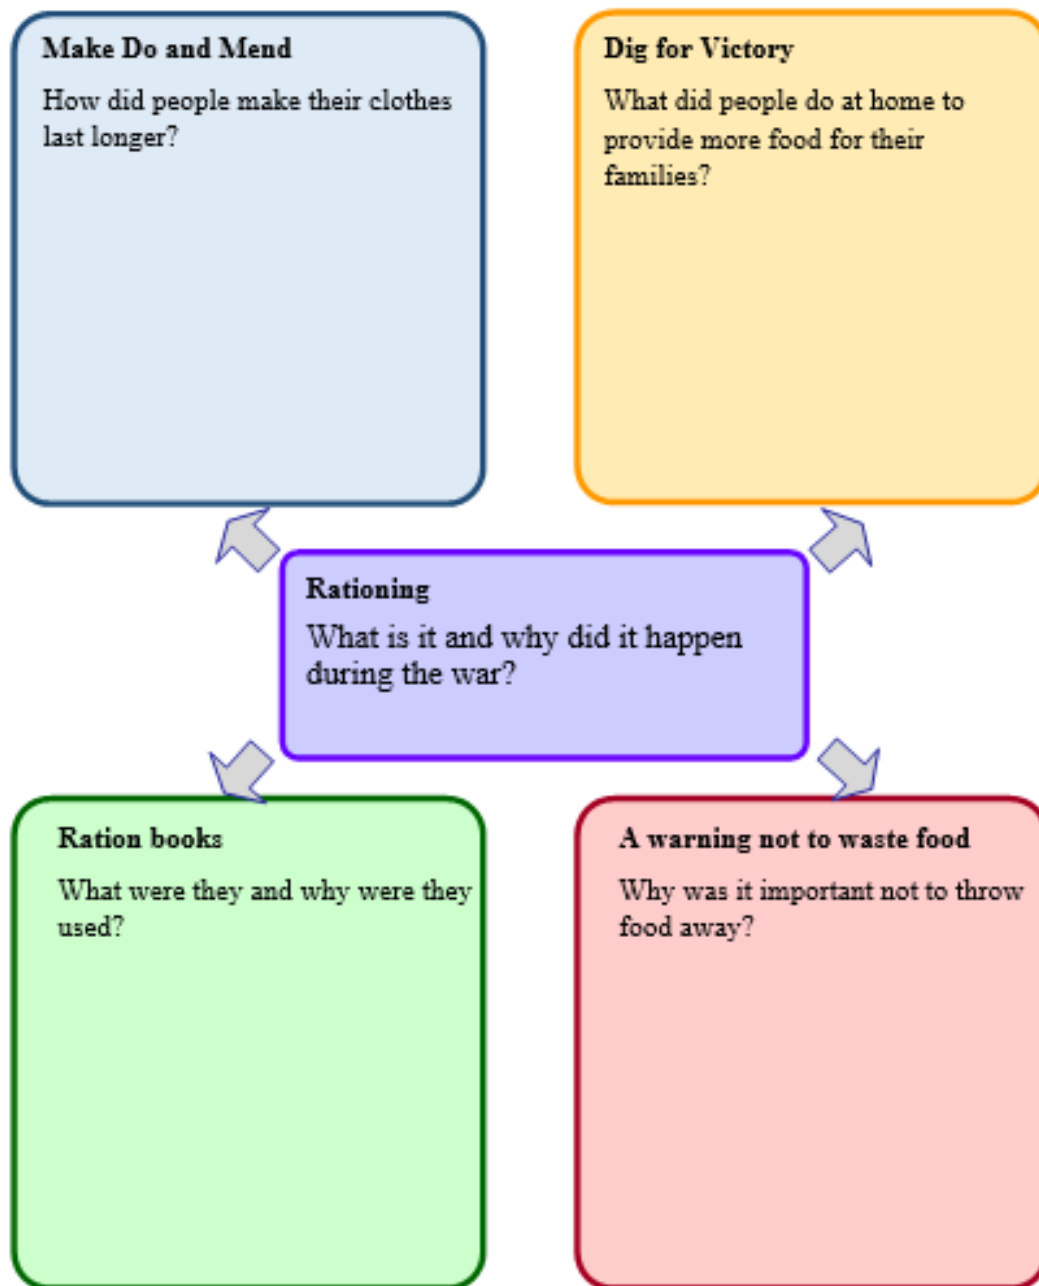 Make Do and Mend
How did people make their clothes
last longer?
Dig for Victory
What did people do at home to
provide more food for their
families?
Rationing
What is it and why did it happen
during the war?
Ration books
What were they and why were they
used?
A warning not to waste food
Why was it important not to throw
food away?